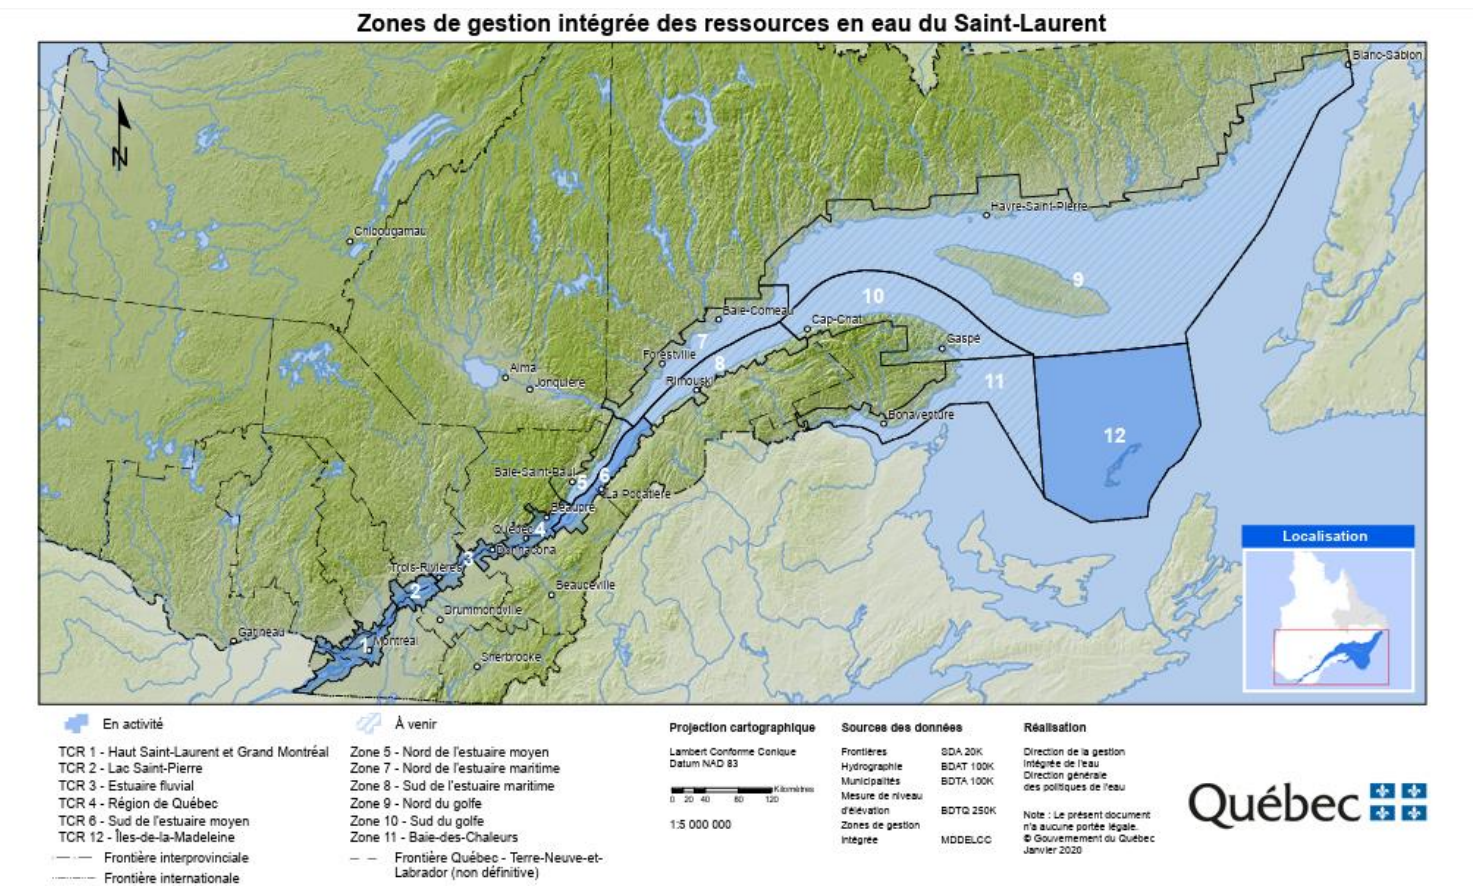 Zones de gestion intégrée des ressources en eau du Saint-Laurent
Blanc-Sablon
N
Havre-Saint-Pierre
Chibougamau
9
10
Baie-Comeau
Cap-Chat
7
Gaspé
Forestville
8
Alma
Rimouski
11
Jonquière
Bonaventure
12
Baie-Saint-Paul
5
6
La Pocatière
Beaupré
Québec
4
Donnacona
3
Trois-Rivières
2
Beauceville
Drummondville
Gatineau
1
Montréal
Sherbrooke
Localisation
En activité
TCR 1 - Haut Saint-Laurent et Grand Montréal
TCR 2 - Lac Saint-Pierre
TCR 3 - Estuaire fluvial
TCR 4 - Région de Québec
TCR 6 - Sud de l'estuaire moyen
TCR 12 - Îles-de-la-Madeleine
Frontière interprovinciale
Frontière internationale
À venir
Zone 5 - Nord de l'estuaire moyen
Zone 7 - Nord de l'estuaire maritime
Zone 8 - Sud de l'estuaire maritime
Zone 9 - Nord du golfe
Zone 10 - Sud du golfe
Zone 11 - Baie-des-Chaleurs
Frontière Québec - Terre-Neuve-et-
Labrador (non définitive)
Projection cartographique
Lambert Conforme Conique
Datum NAD 83
Kilomètres
0 20 40 80 120
1:5 000 000
Sources des données
Frontières SDA 20K
Hydrographie BDAT 100K
Municipalités BDTA 100K
Mesure de niveau
d'élévation BDTQ 250K
Zones de gestion
intégrée MDDELCC
Réalisation
Direction de la gestion
intégrée de l'eau
Direction générale
des politiques de l'eau
Note : Le présent document
n'a aucune portée légale.
© Gouvernement du Québec
Janvier 2020
Québec